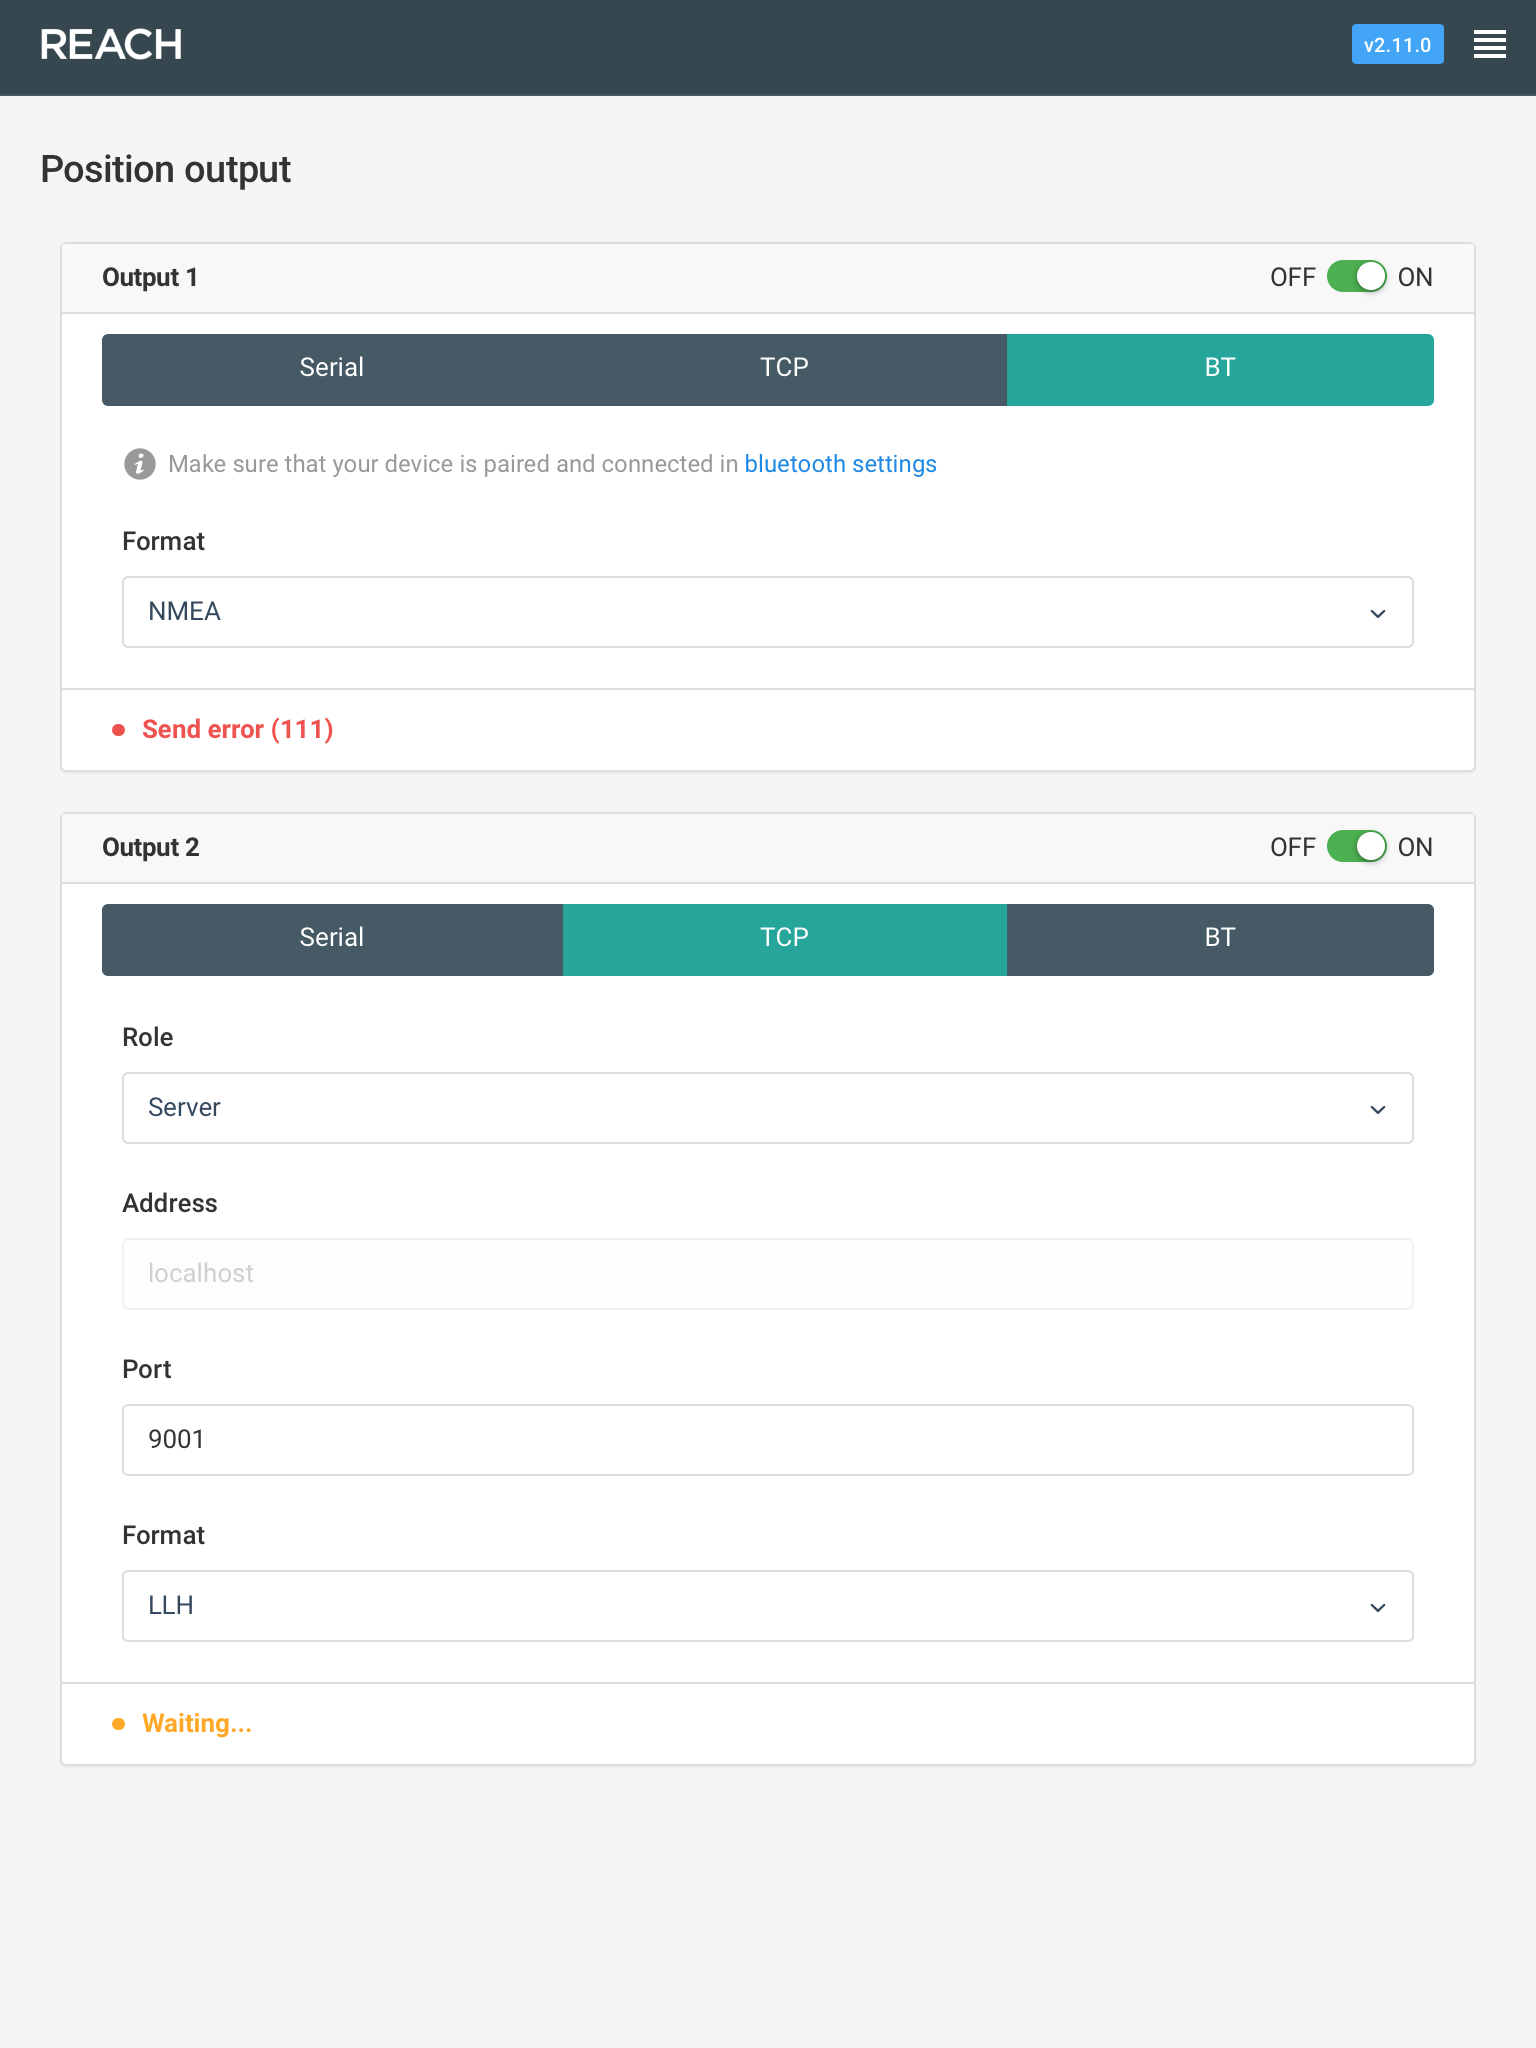 REACH
v2.11.0
Position output
Output 1
OFF ON
Serial TCP BT
Make sure that your device is paired and connected in bluetooth settings
Format
NMEA
Send error (111)
Output 2
OFF ON
Serial TCP BT
Role
Server
Address
localhost
Port
9001
Format
LLH
Waiting...